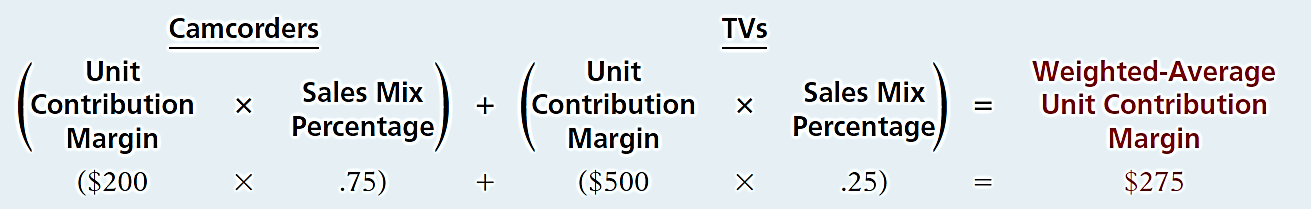 Camcorders TVs
Unit Unit Weighted-Average
(Contribution × Sales Mix) + (Contribution × Sales Mix) = Unit Contribution
Margin Percentage Margin Percentage Margin
($200 × .75) + ($500 × .25) = $275